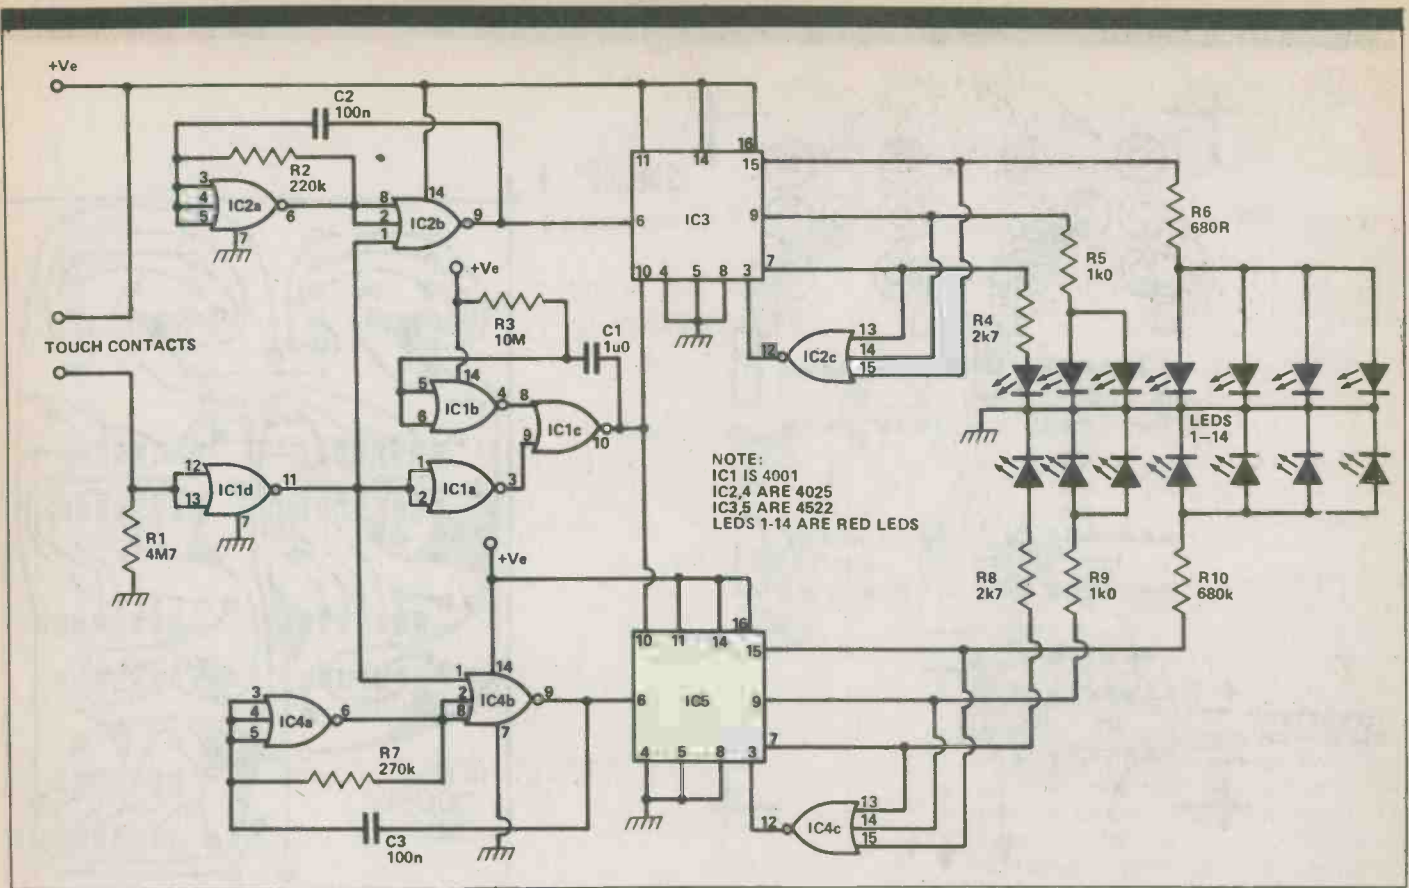 +Ve
C2
100n
R2
220k
3
4
5
IC2a
6
7
8
2
1
14
IC2b
9
+Ve
R3
10M
C1
1u0
TOUCH CONTACTS
5
6
14
IC1b
4
8
9
IC1c
10
1
2
IC1a
3
12
13
IC1d
11
7
R1
4M7
11
14
16
15
6
IC3
9
7
10
4
5
8
3
12
IC2c
13
14
15
R4
2k7
R5
1k0
R6
680R
LEDS
1–14
NOTE:
IC1 IS 4001
IC2,4 ARE 4025
IC3,5 ARE 4522
LEDS 1-14 ARE RED LEDS
+Ve
R8
2k7
R9
1k0
R10
680k
3
4
5
IC4a
6
1
2
8
14
IC4b
9
7
R7
270k
C3
100n
10
11
14
16
15
6
IC5
9
7
4
5
8
3
12
IC4c
13
14
15